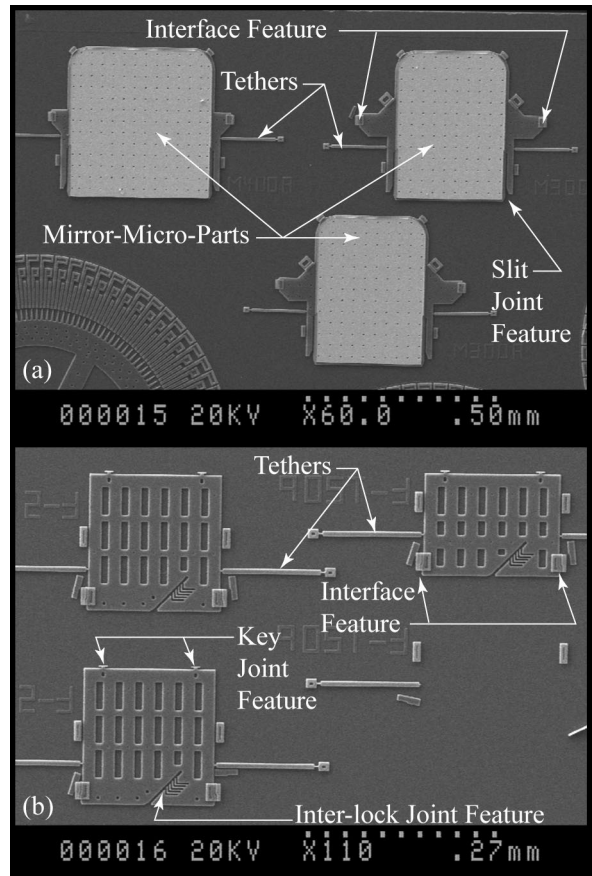 Interface Feature
Tethers
Mirror-Micro-Parts
Slit
Joint
Feature
(a)
000015 20KV X60.0 .50mm
Tethers
Interface
Feature
Key
Joint
Feature
(b)
Inter-lock Joint Feature
000016 20KV X110 .27mm